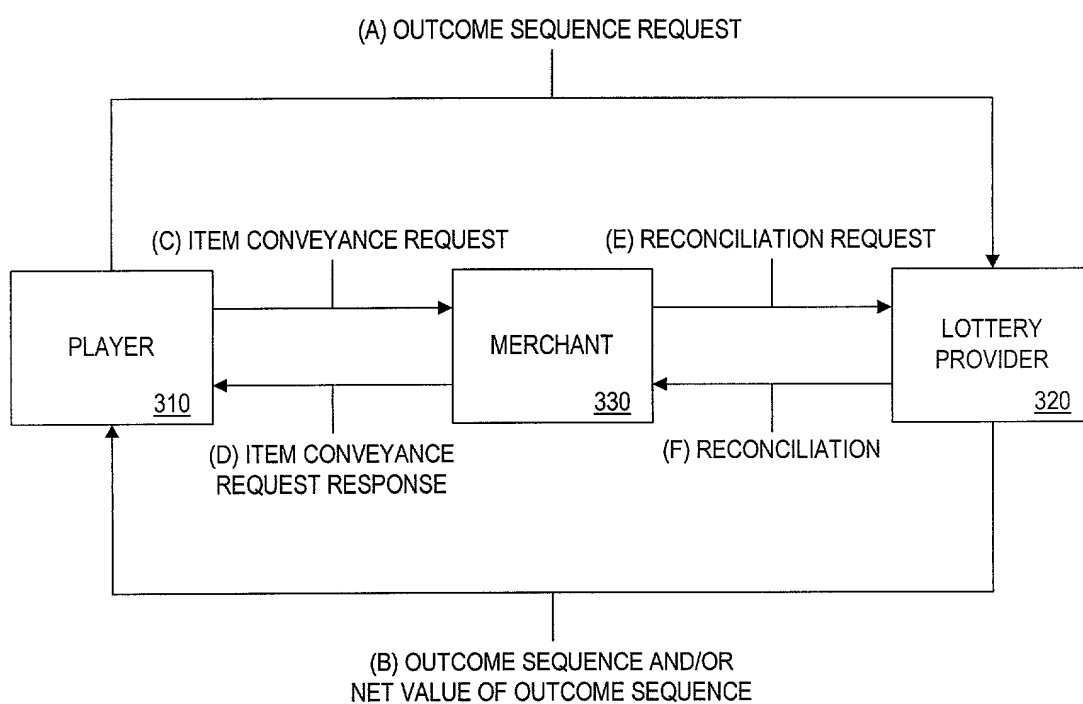 (A) OUTCOME SEQUENCE REQUEST
(C) ITEM CONVEYANCE REQUEST
(E) RECONCILIATION REQUEST
PLAYER
310
MERCHANT
330
LOTTERY
PROVIDER
320
(D) ITEM CONVEYANCE
REQUEST RESPONSE
(F) RECONCILIATION
(B) OUTCOME SEQUENCE AND/OR
NET VALUE OF OUTCOME SEQUENCE